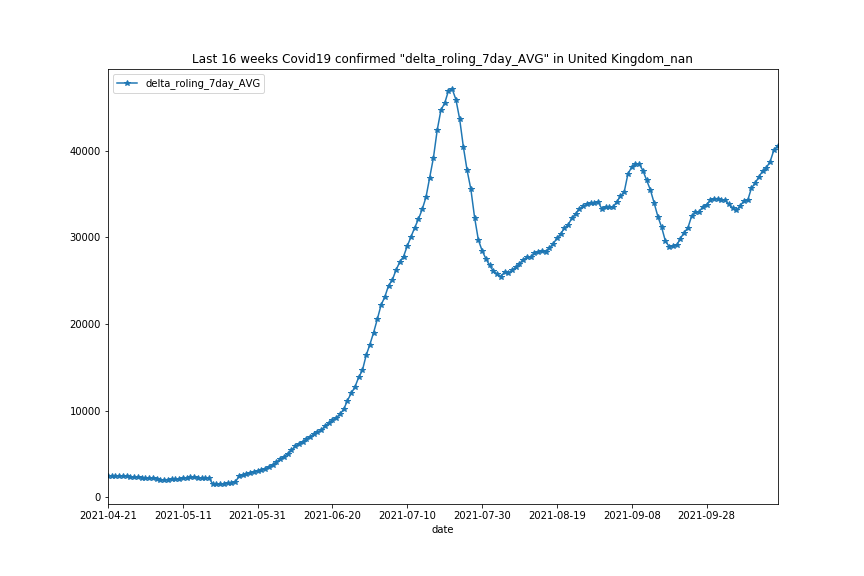 Last 16 weeks Covid19 confirmed "delta_roling_7day_AVG" in United Kingdom_nan
delta_roling_7day_AVG
40000
30000
20000
10000
0
2021-04-21 2021-05-11 2021-05-31 2021-06-20 2021-07-10 2021-07-30 2021-08-19 2021-09-08 2021-09-28
date